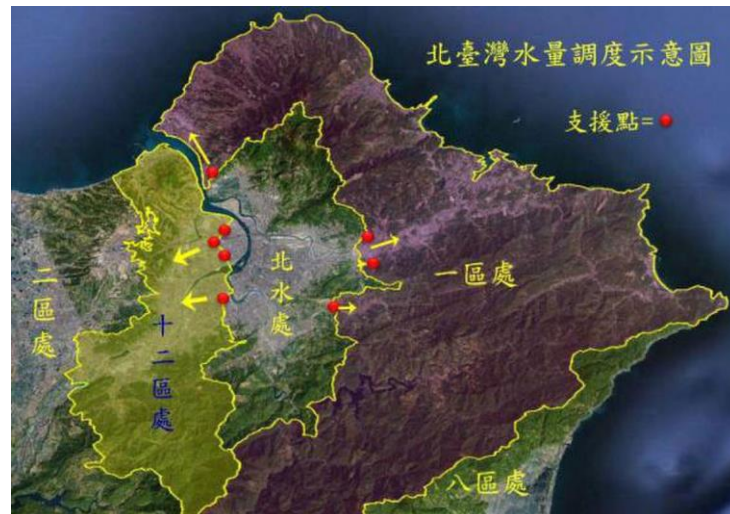 北臺灣水量調度示意圖
支援點=
二區處
十二區處
北水處
一區處
八區處